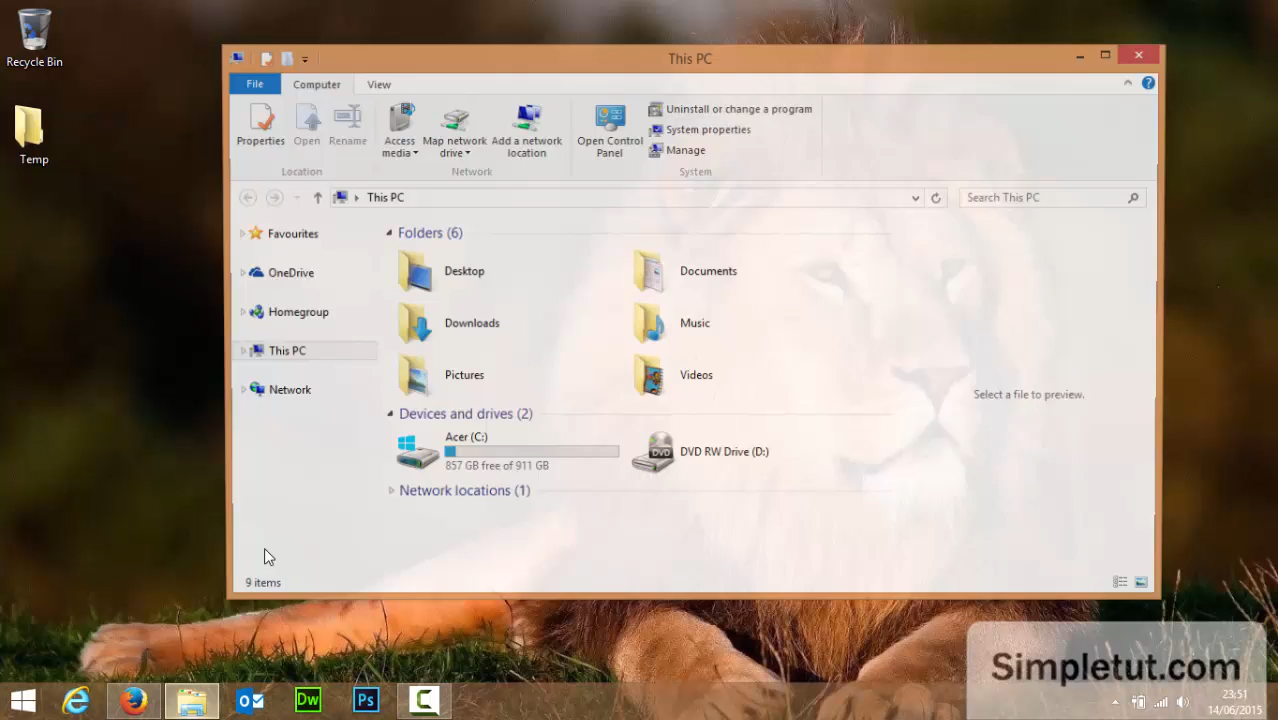 Recycle Bin
Temp
This PC
File
Computer
View
Properties
Open
Rename
Access media
Map network drive
Add a network location
Open Control Panel
Uninstall or change a program
System properties
Manage
Location
Network
System
This PC
Search This PC
Favourites
OneDrive
Homegroup
This PC
Network
Folders (6)
Desktop
Documents
Downloads
Music
Pictures
Videos
Devices and drives (2)
Acer (C:)
857 GB free of 911 GB
DVD
DVD RW Drive (D:)
Network locations (1)
Select a file to preview.
9 items
Simpletut.com
Dw
Ps
23:51
14/06/2015